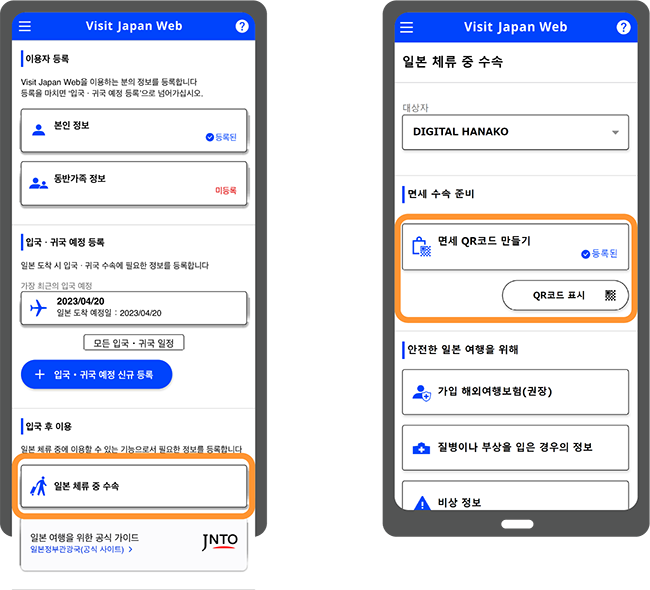 Visit Japan Web
?
이용자 등록
Visit Japan Web을 이용하는 분의 정보를 등록합니다
등록을 마치면 '입국・귀국 예정 등록'으로 넘어가십시오.
본인 정보
등록된
동반가족 정보
미등록
입국・귀국 예정 등록
일본 도착 시 입국・귀국 수속에 필요한 정보를 등록합니다
가장 최근의 입국 예정
2023/04/20
일본 도착 예정일 : 2023/04/20
모든 입국・귀국 일정
+ 입국・귀국 예정 신규 등록
입국 후 이용
일본 체류 중에 이용할 수 있는 기능으로서 필요한 정보를 등록합니다
일본 체류 중 수속
일본 여행을 위한 공식 가이드
일본정부관광국(공식 사이트) >
JNTO
Visit Japan Web
?
일본 체류 중 수속
대상자
DIGITAL HANAKO
면세 수속 준비
면세 QR코드 만들기
등록된
QR코드 표시
안전한 일본 여행을 위해
가입 해외여행보험(권장)
질병이나 부상을 입은 경우의 정보
비상 정보